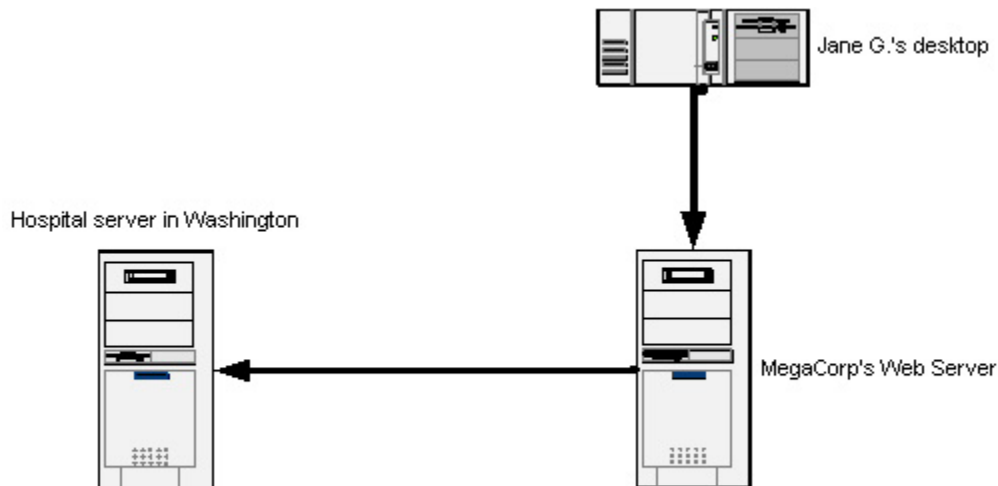 Jane G.'s desktop
Hospital server in Washington
MegaCorp's Web Server